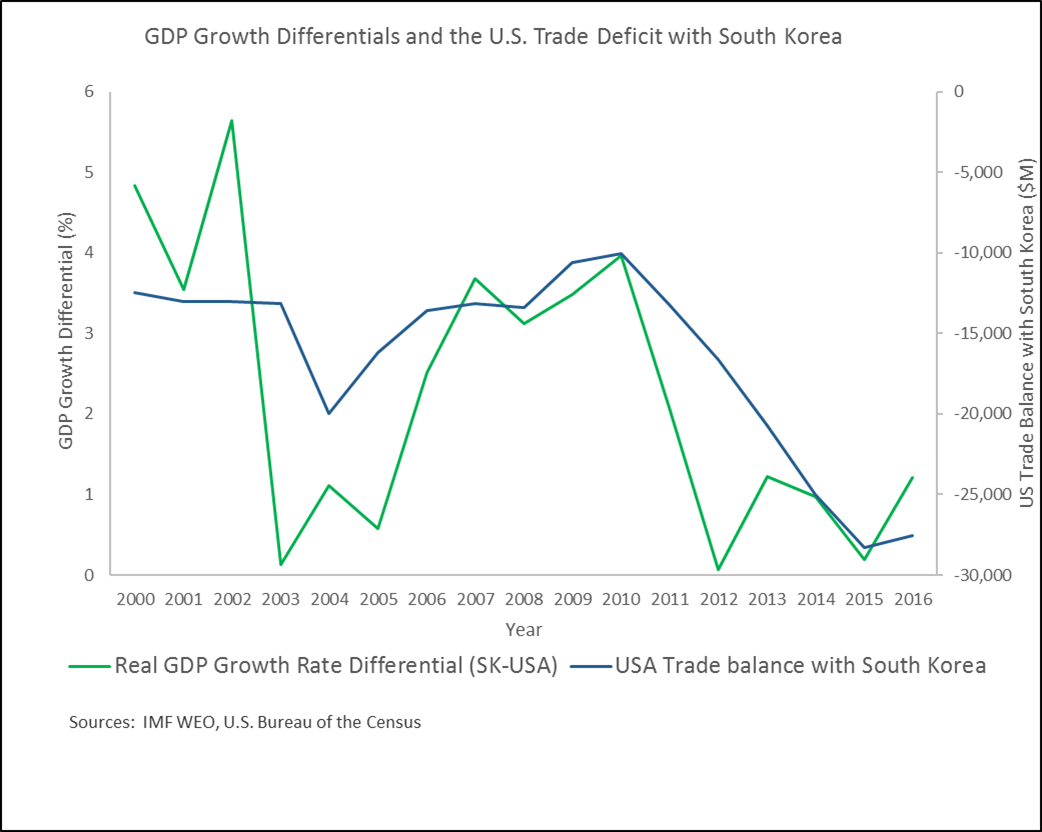 GDP Growth Differentials and the U.S. Trade Deficit with South Korea
6
5
4
3
2
1
0
GDP Growth Differential (%)
0
-5,000
-10,000
-15,000
-20,000
-25,000
-30,000
US Trade Balance with Sotuth Korea ($M)
2000 2001 2002 2003 2004 2005 2006 2007 2008 2009 2010 2011 2012 2013 2014 2015 2016
Year
Real GDP Growth Rate Differential (SK-USA) USA Trade balance with South Korea
Sources: IMF WEO, U.S. Bureau of the Census